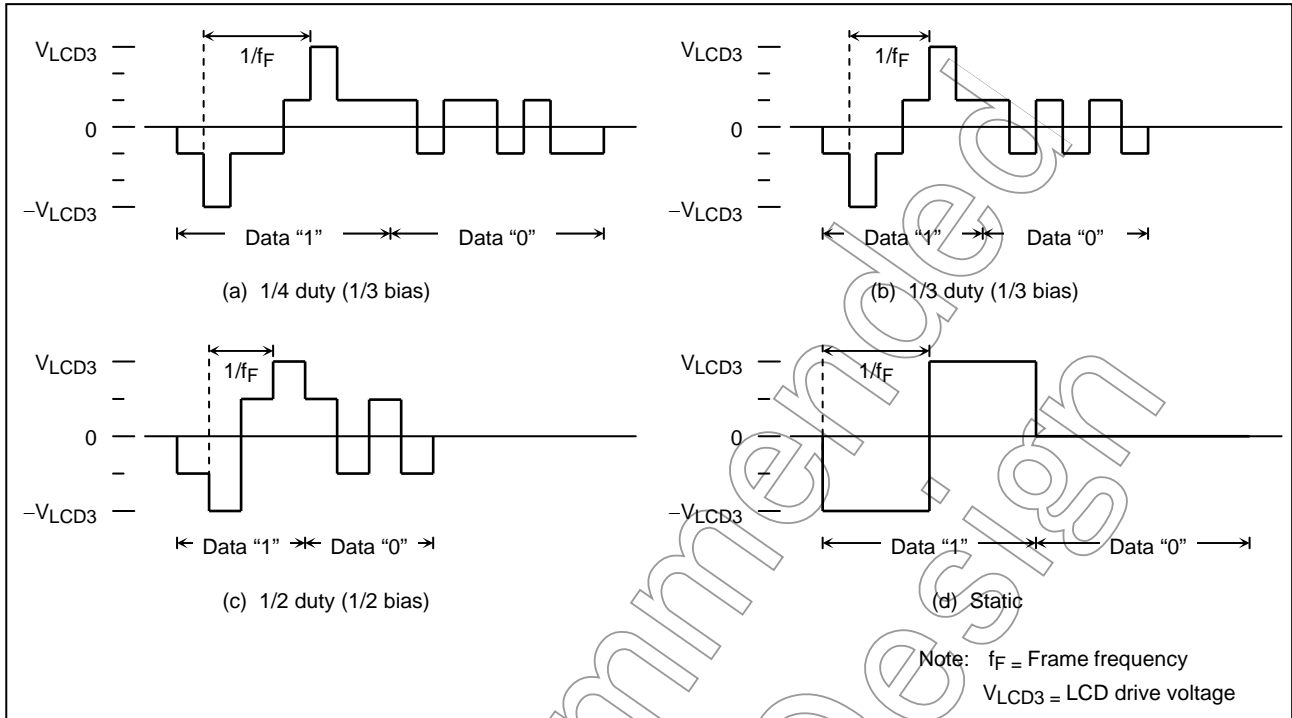 VLCD3
1/fF
0
−VLCD3
Data “1”
Data “0”
(a) 1/4 duty (1/3 bias)
VLCD3
1/fF
0
−VLCD3
Data “1”
Data “0”
(b) 1/3 duty (1/3 bias)
VLCD3
1/fF
0
−VLCD3
Data “1”
Data “0”
(c) 1/2 duty (1/2 bias)
VLCD3
1/fF
0
−VLCD3
Data “1”
Data “0”
(d) Static
Note: fF = Frame frequency
VLCD3 = LCD drive voltage
mmended
Design